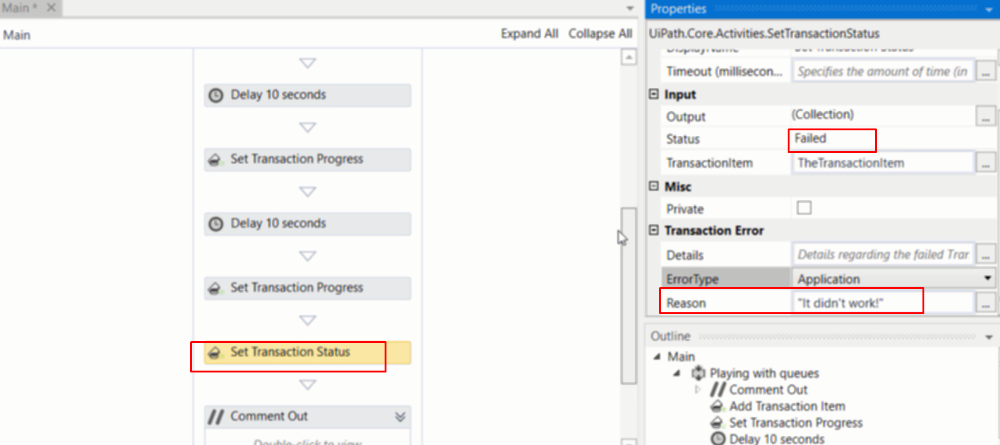 Main *
Main
Expand All Collapse All
Delay 10 seconds
Set Transaction Progress
Delay 10 seconds
Set Transaction Progress
Set Transaction Status
Comment Out
Double-click to view
Properties
UiPath.Core.Activities.SetTransactionStatus
DisplayName Set Transaction Status
Timeout (millisecon... Specifies the amount of time (in ...
Input
Output (Collection) ...
Status Failed
TransactionItem TheTransactionItem ...
Misc
Private
Transaction Error
Details Details regarding the failed Trar ...
ErrorType Application
Reason "It didn't work!" ...
Outline
Main
Playing with queues
Comment Out
Add Transaction Item
Set Transaction Progress
Delay 10 seconds